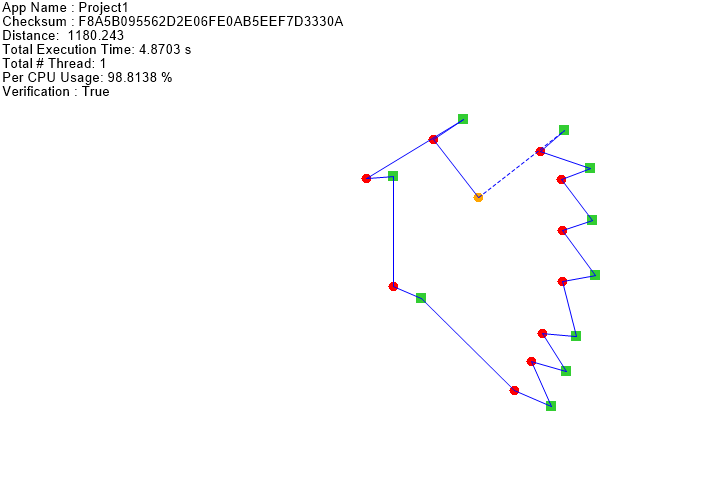 App Name : Project1
Checksum : F8A5B095562D2E06FE0AB5EEF7D3330A
Distance:  1180.243
Total Execution Time: 4.8703 s
Total # Thread: 1
Per CPU Usage: 98.8138 %
Verification : True